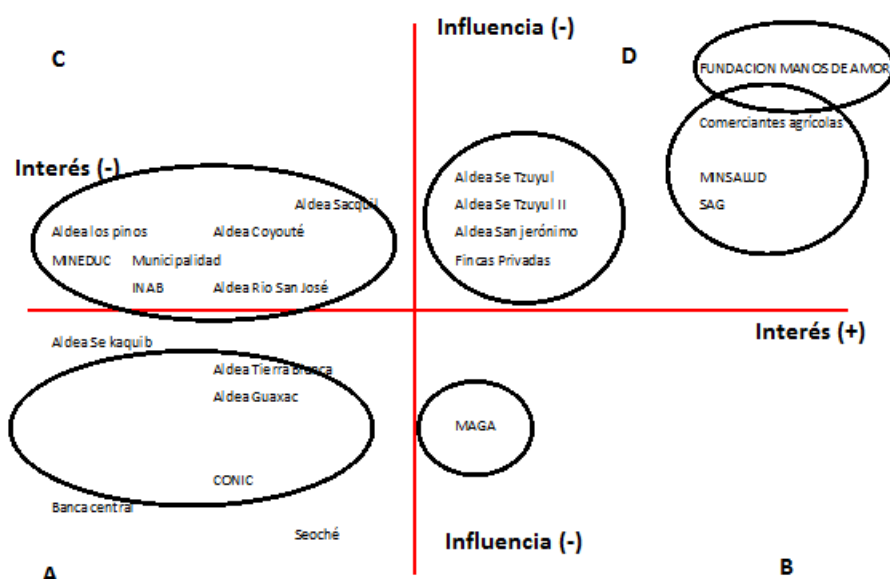 Influencia (-)
C
D
FUNDACION MANOS DE AMOR
Comerciantes agrícolas
Interés (-)
Aldea Se Tzuyul
MINSALUD
Aldea Sacquil
Aldea Se Tzuyul II
SAG
Aldea los pinos
Aldea Coyouté
Aldea San jerónimo
MINEDUC
Municipalidad
Fincas Privadas
INAB
Aldea Rio San José
Interés (+)
Aldea Se kaquib
Aldea Tierra Blanca
Aldea Guaxac
MAGA
CONIC
Banca central
Seoché
Influencia (-)
A
B